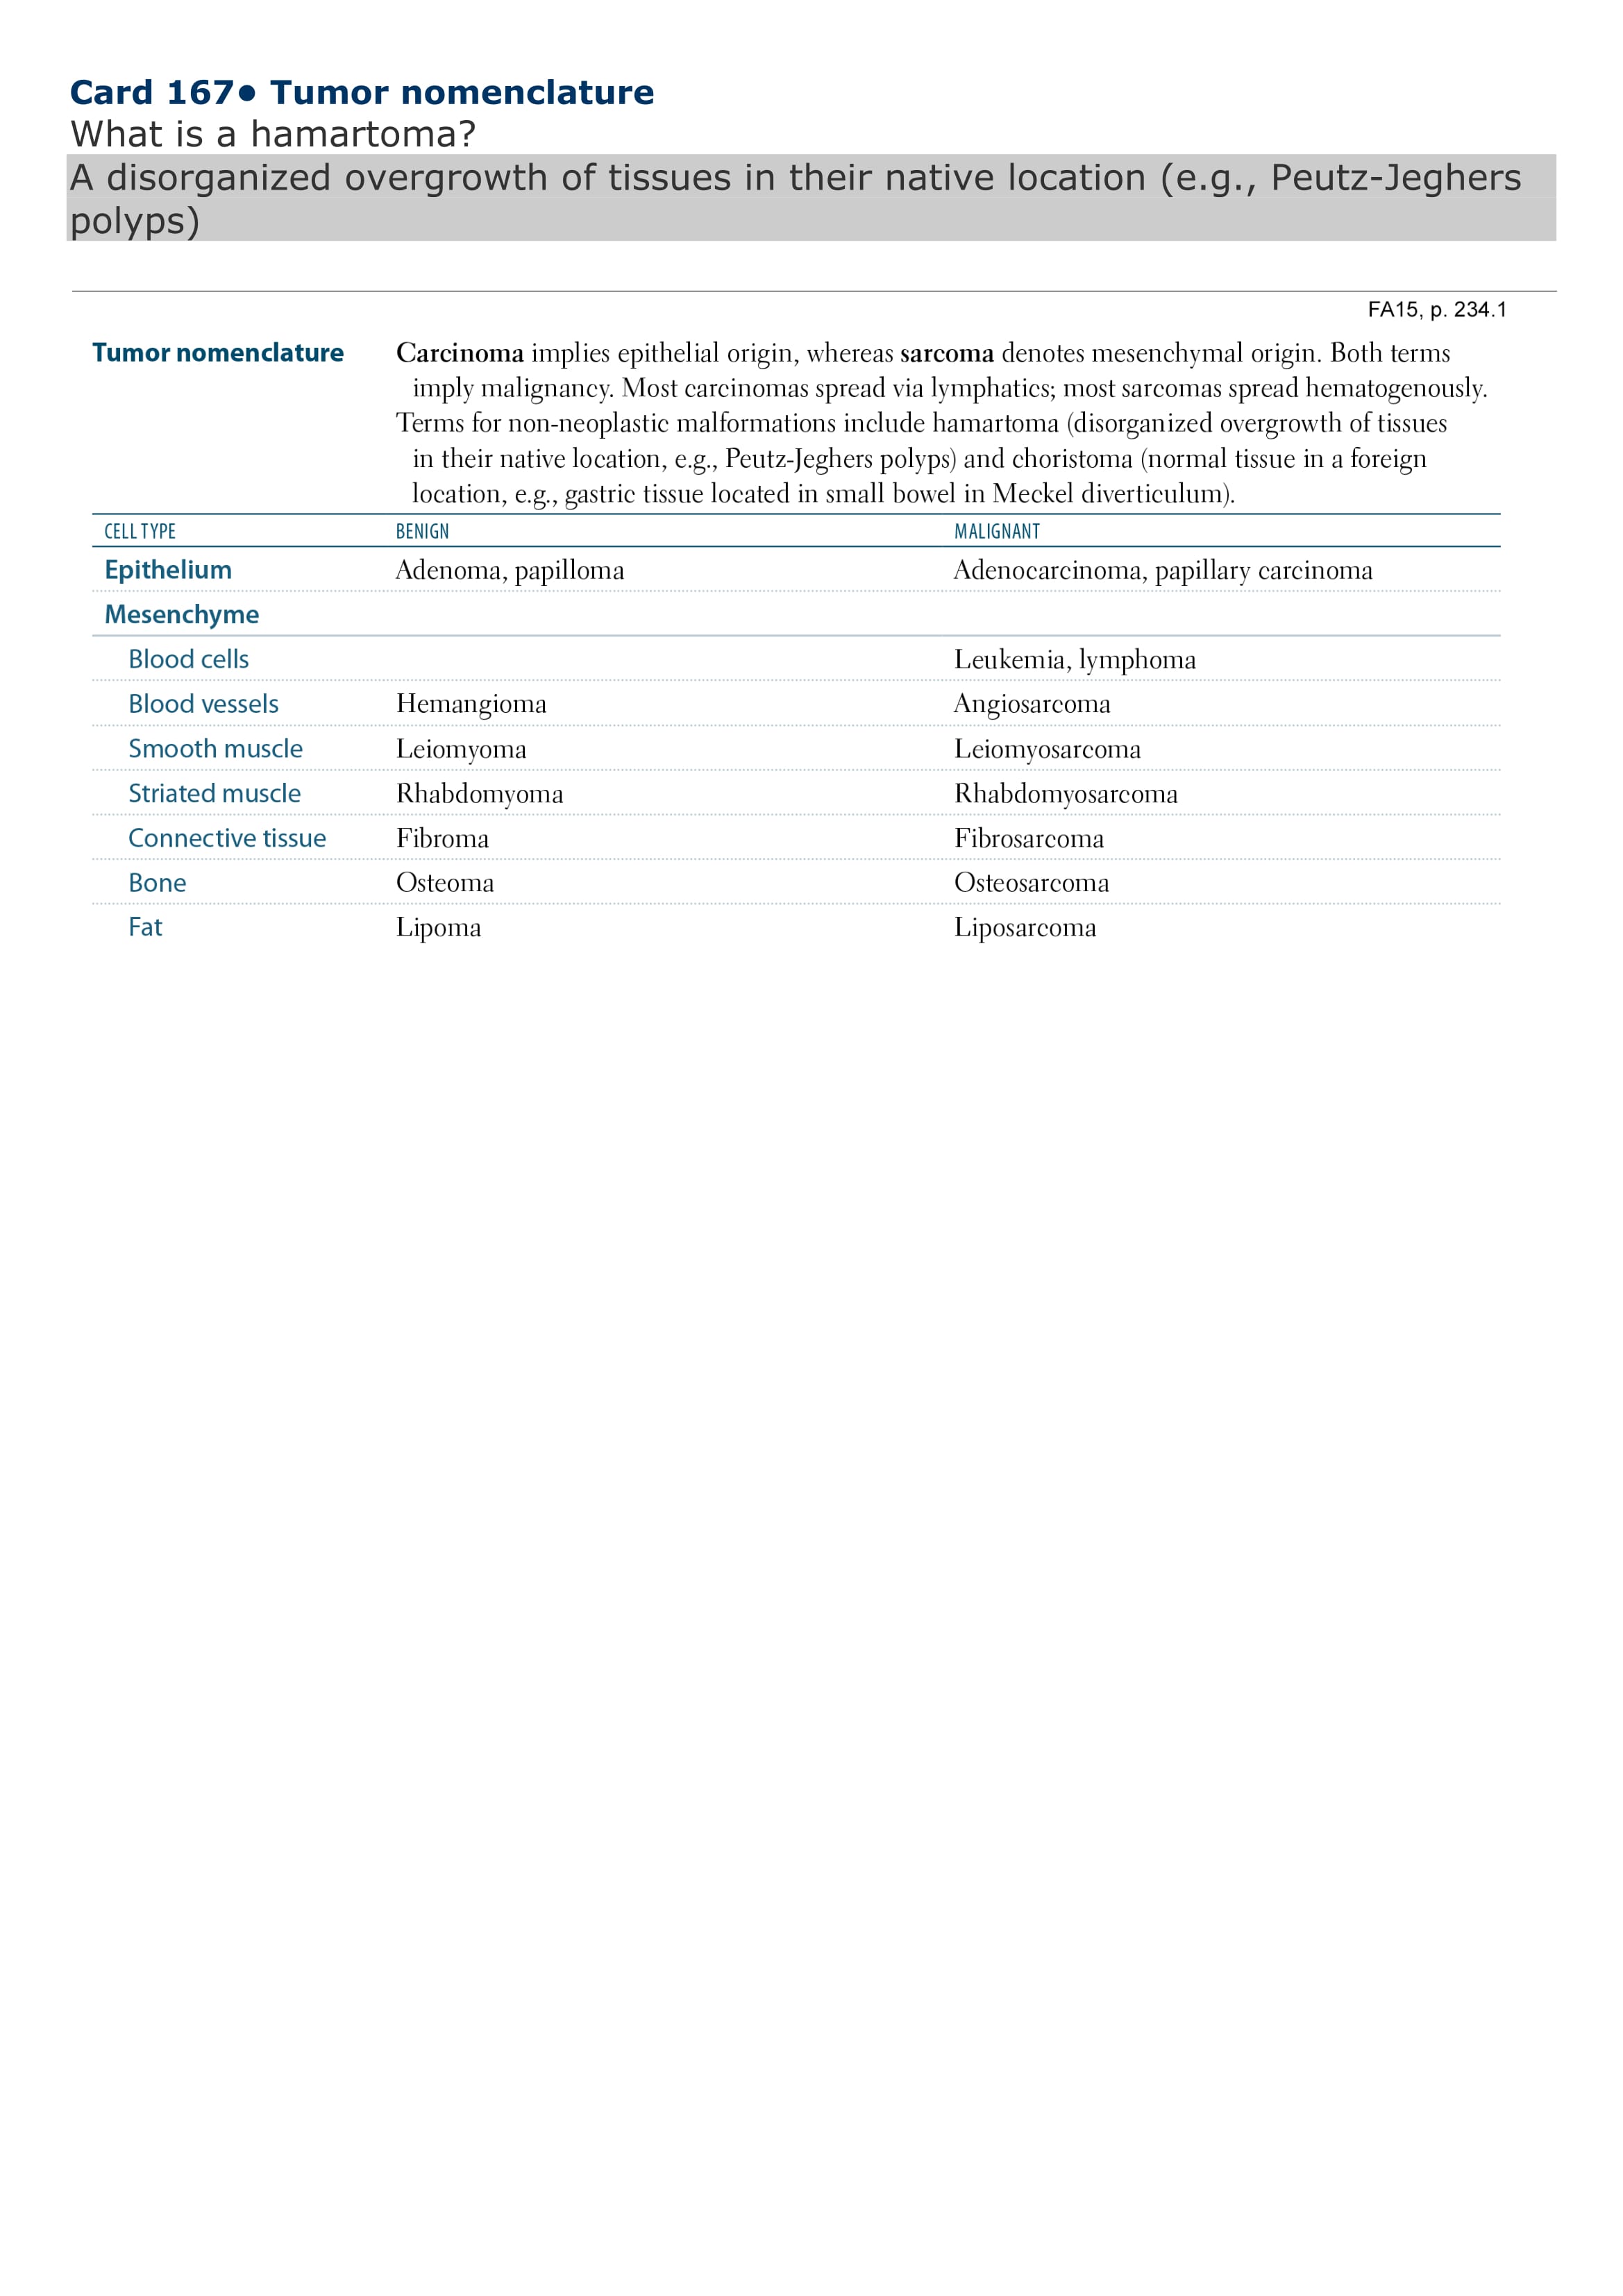 Card 167• Tumor nomenclature
What is a hamartoma?
A disorganized overgrowth of tissues in their native location (e.g., Peutz-Jeghers
polyps)
FA15, p. 234.1
Tumor nomenclature
Carcinoma implies epithelial origin, whereas sarcoma denotes mesenchymal origin. Both terms
imply malignancy. Most carcinomas spread via lymphatics; most sarcomas spread hematogenously.
Terms for non-neoplastic malformations include hamartoma (disorganized overgrowth of tissues
in their native location, e.g., Peutz-Jeghers polyps) and choristoma (normal tissue in a foreign
location, e.g., gastric tissue located in small bowel in Meckel diverticulum).
CELL TYPE BENIGN MALIGNANT
Epithelium Adenoma, papilloma Adenocarcinoma, papillary carcinoma
Mesenchyme
Blood cells Leukemia, lymphoma
Blood vessels Hemangioma Angiosarcoma
Smooth muscle Leiomyoma Leiomyosarcoma
Striated muscle Rhabdomyoma Rhabdomyosarcoma
Connective tissue Fibroma Fibrosarcoma
Bone Osteoma Osteosarcoma
Fat Lipoma Liposarcoma